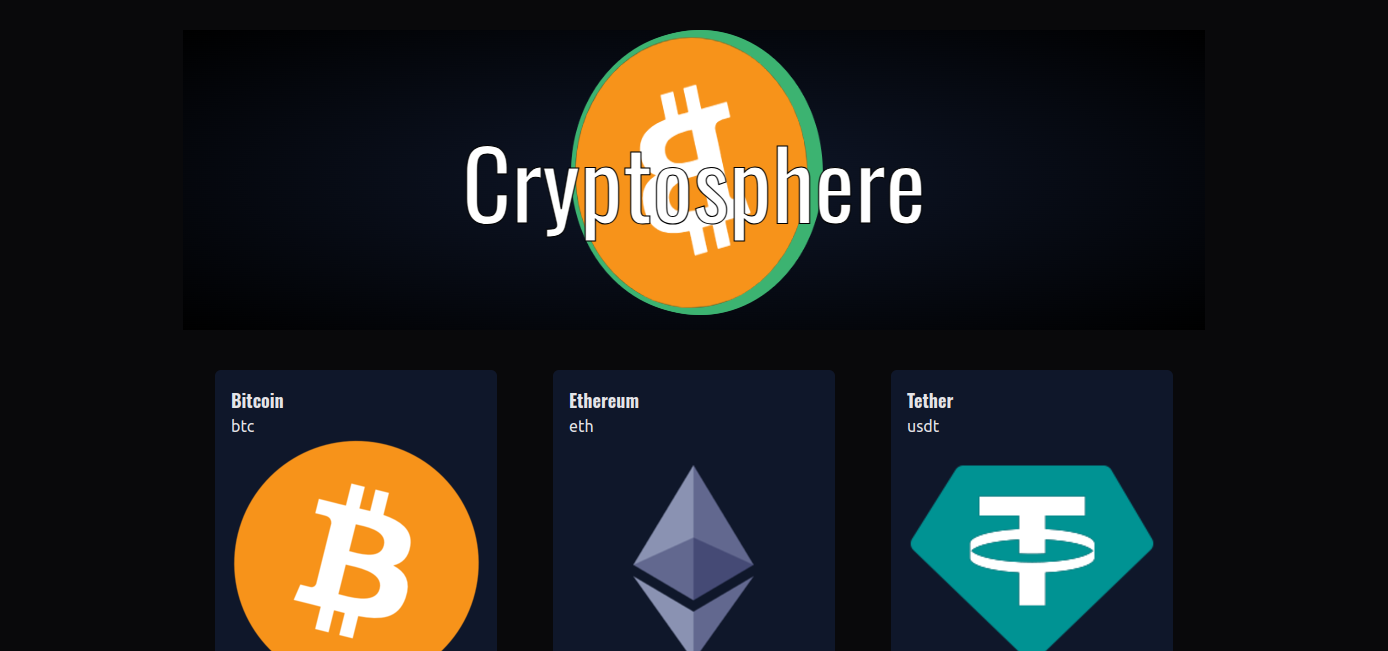 Cryptosphere
Bitcoin
btc
Ethereum
eth
Tether
usdt